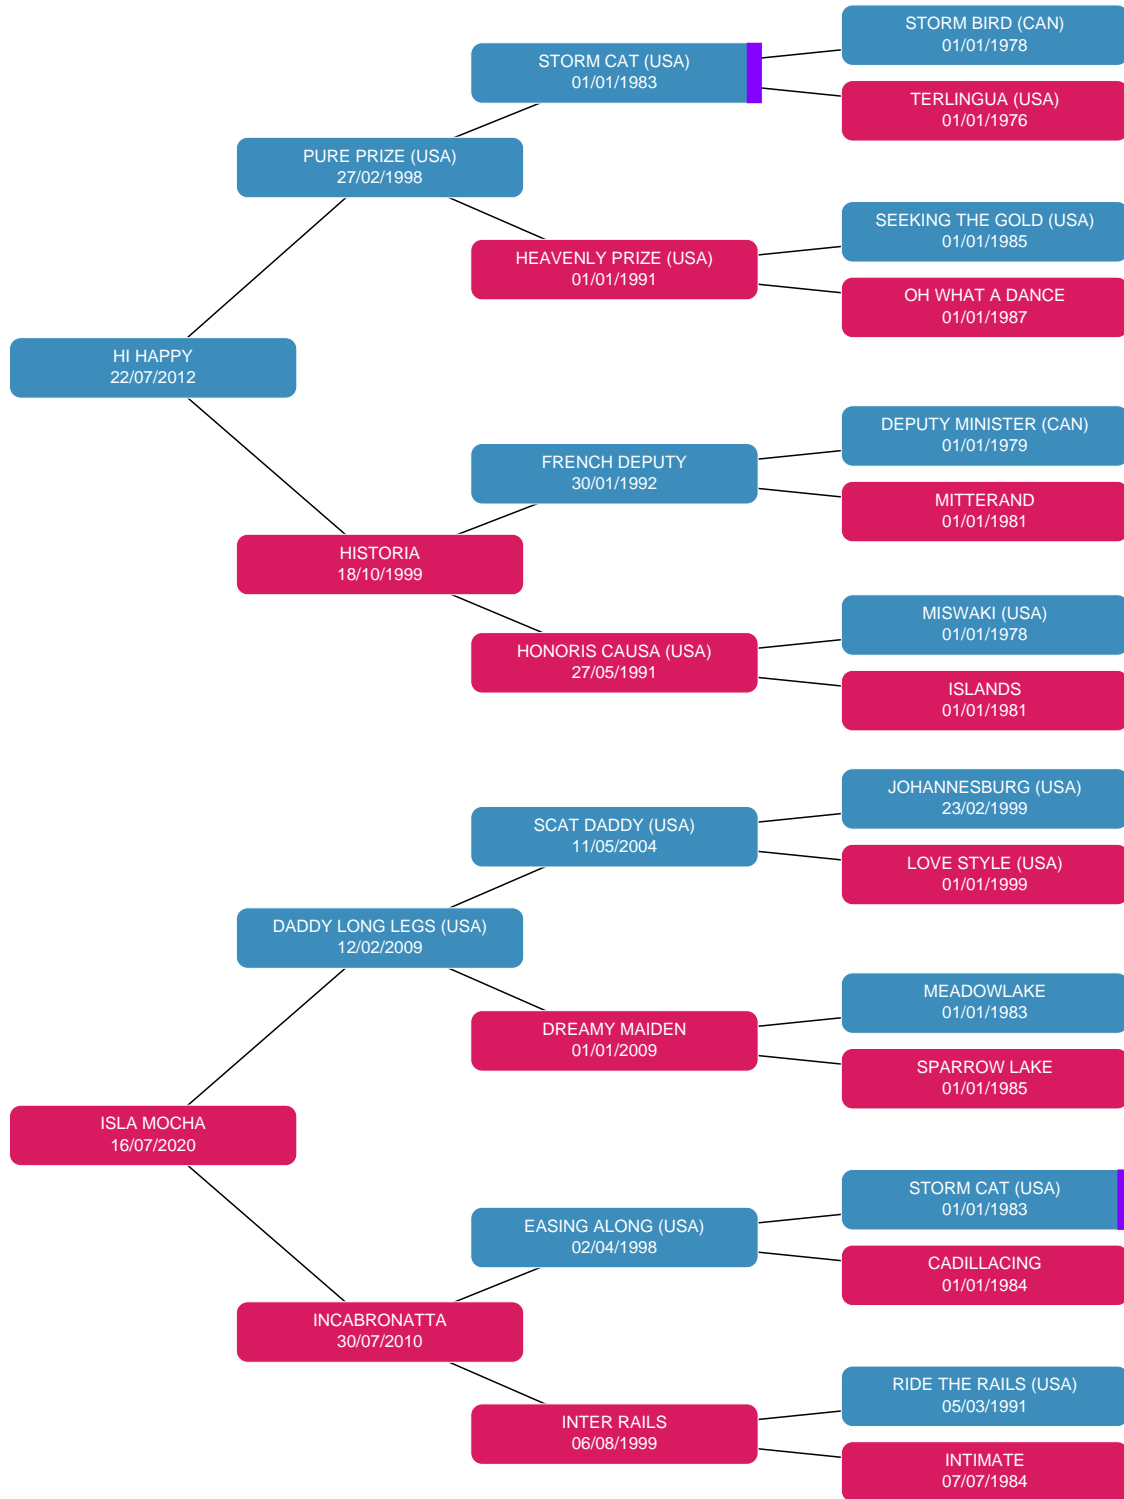 STORM BIRD (CAN)
01/01/1978
STORM CAT (USA)
01/01/1983
TERLINGUA (USA)
01/01/1976
PURE PRIZE (USA)
27/02/1998
SEEKING THE GOLD (USA)
01/01/1985
HEAVENLY PRIZE (USA)
01/01/1991
OH WHAT A DANCE
01/01/1987
HI HAPPY
22/07/2012
DEPUTY MINISTER (CAN)
01/01/1979
FRENCH DEPUTY
30/01/1992
MITTERAND
01/01/1981
HISTORIA
18/10/1999
MISWAKI (USA)
01/01/1978
HONORIS CAUSA (USA)
27/05/1991
ISLANDS
01/01/1981
JOHANNESBURG (USA)
23/02/1999
SCAT DADDY (USA)
11/05/2004
LOVE STYLE (USA)
01/01/1999
DADDY LONG LEGS (USA)
12/02/2009
MEADOWLAKE
01/01/1983
DREAMY MAIDEN
01/01/2009
SPARROW LAKE
01/01/1985
ISLA MOCHA
16/07/2020
STORM CAT (USA)
01/01/1983
EASING ALONG (USA)
02/04/1998
CADILLACING
01/01/1984
INCABRONATTA
30/07/2010
RIDE THE RAILS (USA)
05/03/1991
INTER RAILS
06/08/1999
INTIMATE
07/07/1984